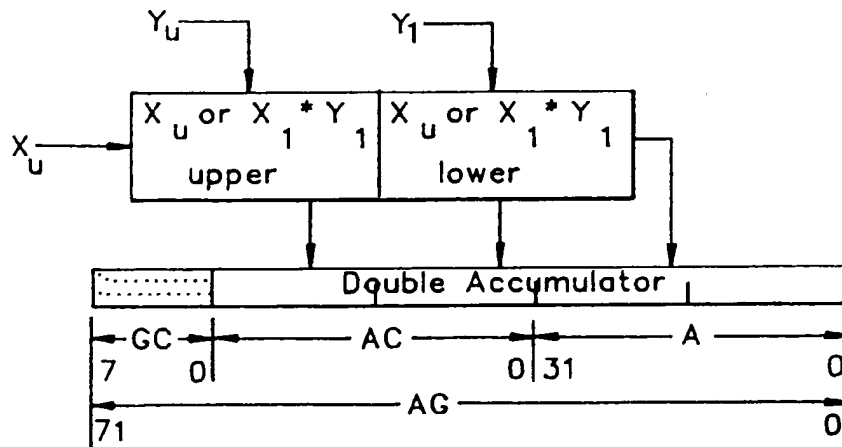 Yu Y1
Xu or X1 * Y1 Xu or X1 * Y1
Xu
upper lower
Double Accumulator
GC AC A
7 0 0 31 0
AG
71 0